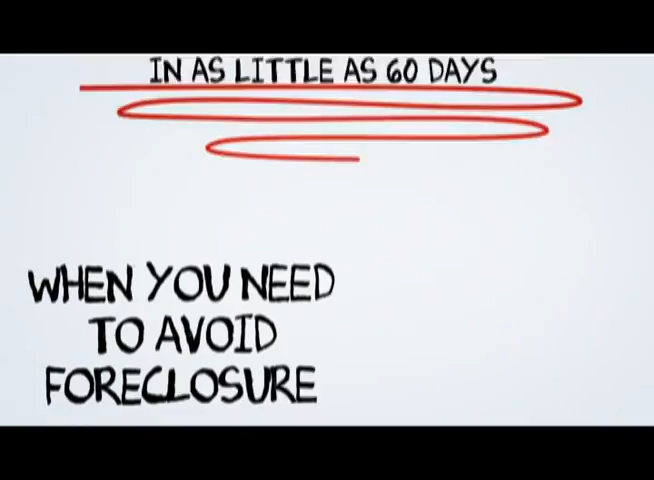 IN AS LITTLE AS 60 DAYS
WHEN YOU NEED
TO AVOID
FORECLOSURE